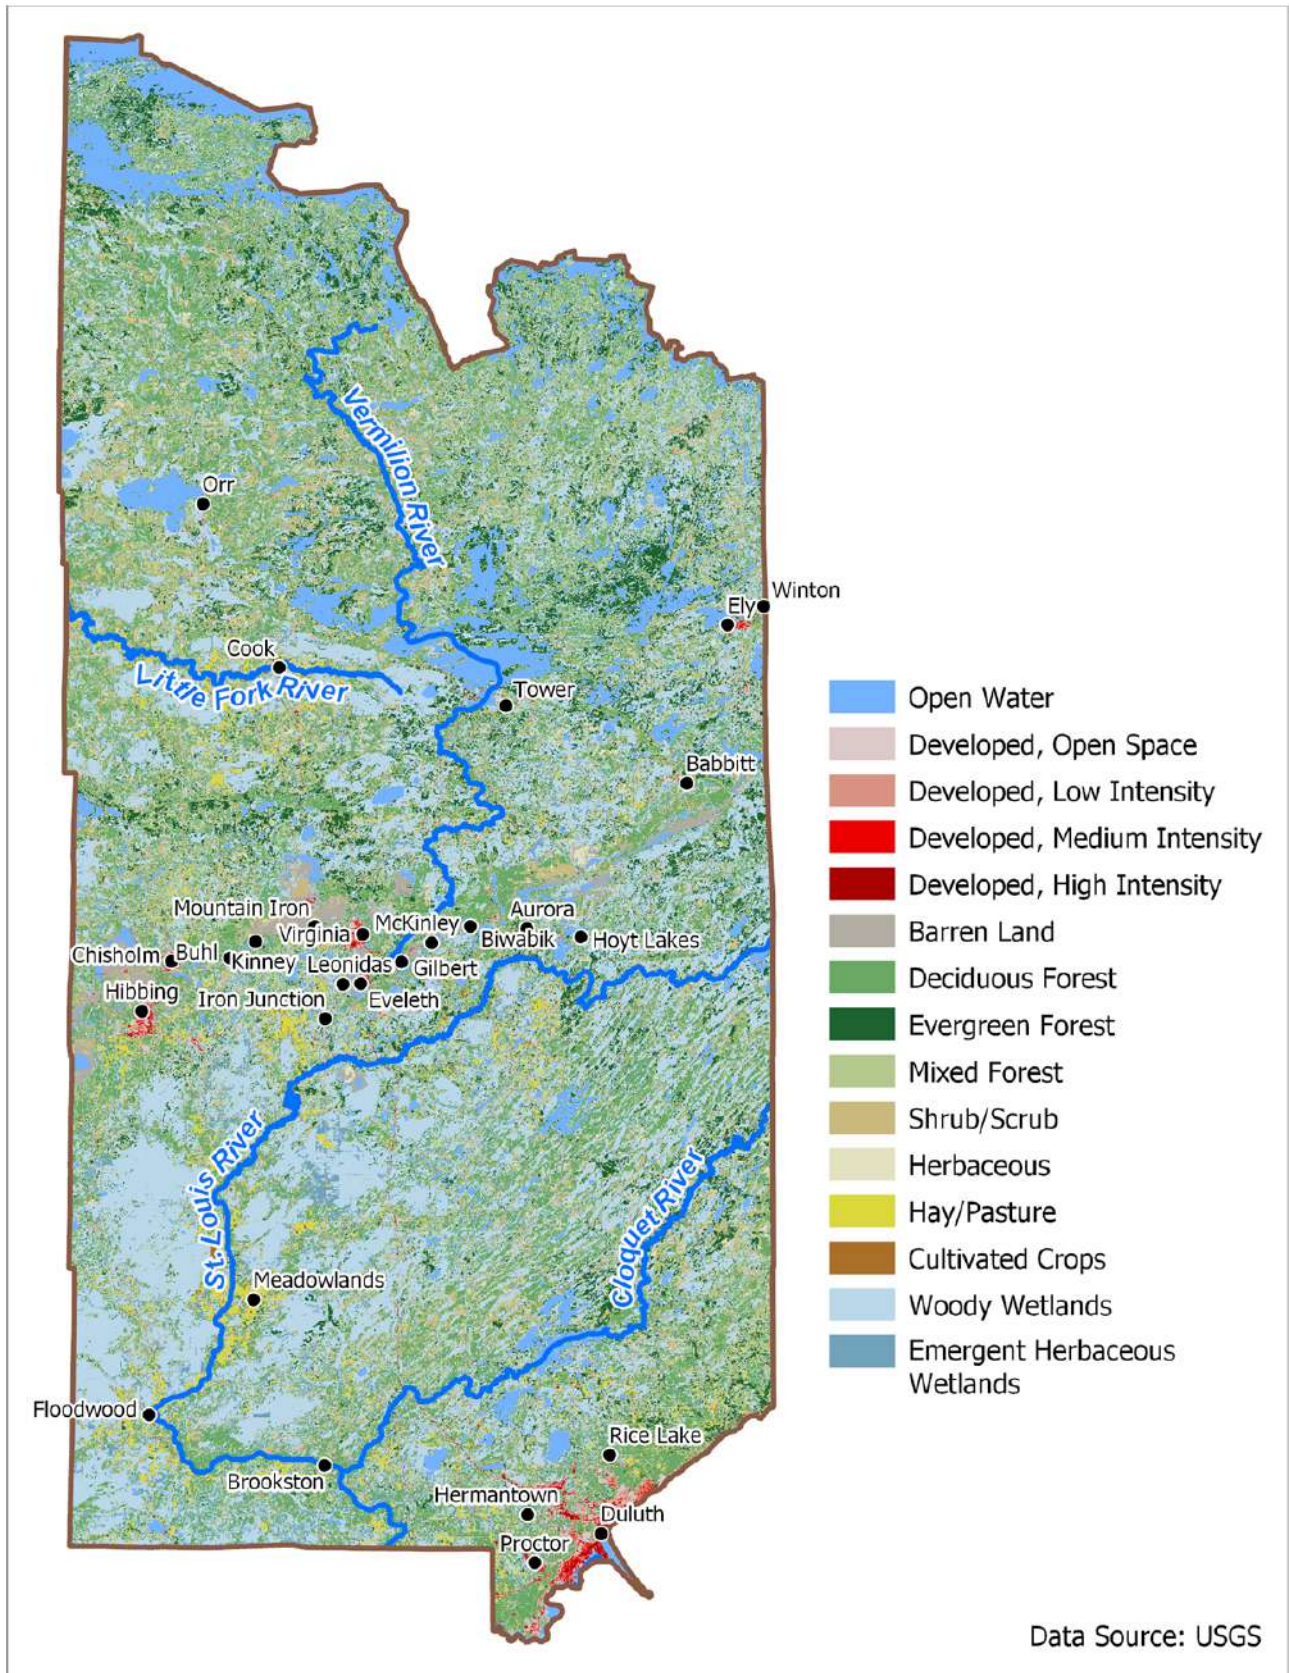 Orr
Vermilion River
Winton
Ely
Cook
Little Fork River
Tower
Babbitt
Mountain Iron
Virginia
McKinley
Aurora
Biwabik
Hoyt Lakes
Chisholm
Buhl
Kinney
Leonidas
Gilbert
Hibbing
Iron Junction
Eveleth
St. Louis River
Cloquet River
Meadowlands
Floodwood
Brookston
Rice Lake
Hermantown
Duluth
Proctor
Open Water
Developed, Open Space
Developed, Low Intensity
Developed, Medium Intensity
Developed, High Intensity
Barren Land
Deciduous Forest
Evergreen Forest
Mixed Forest
Shrub/Scrub
Herbaceous
Hay/Pasture
Cultivated Crops
Woody Wetlands
Emergent Herbaceous
Wetlands
Data Source: USGS